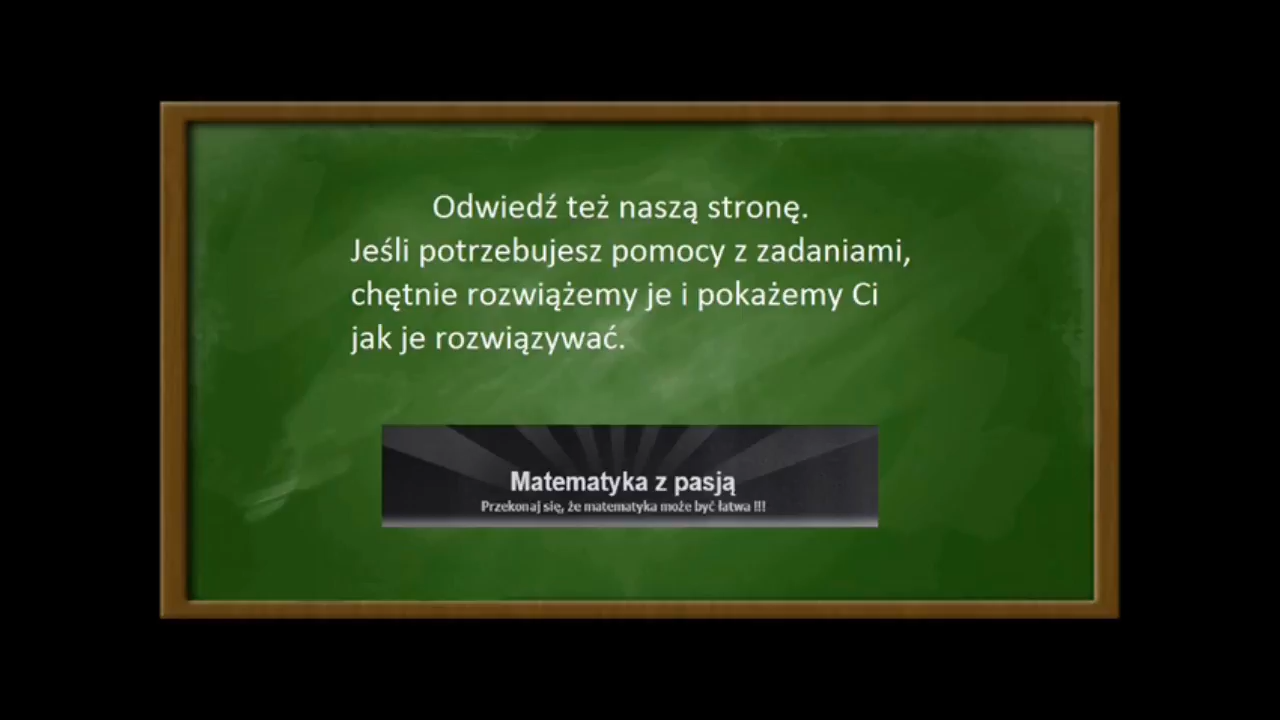 Odwiedź też naszą stronę.
Jeśli potrzebujesz pomocy z zadaniami,
chętnie rozwiążemy je i pokażemy Ci
jak je rozwiązywać.
Matematyka z pasją
Przekonaj się, że matematyka może być łatwa !!!